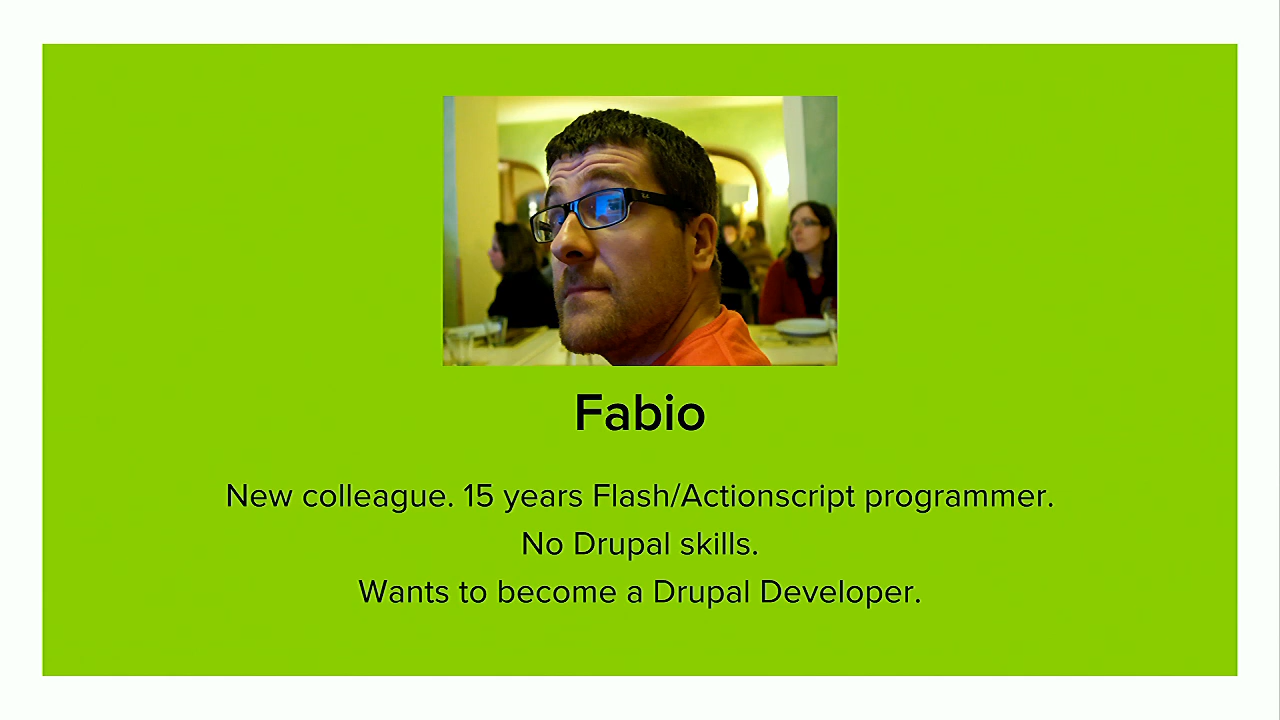 Fabio
New colleague. 15 years Flash/Actionscript programmer.
No Drupal skills.
Wants to become a Drupal Developer.